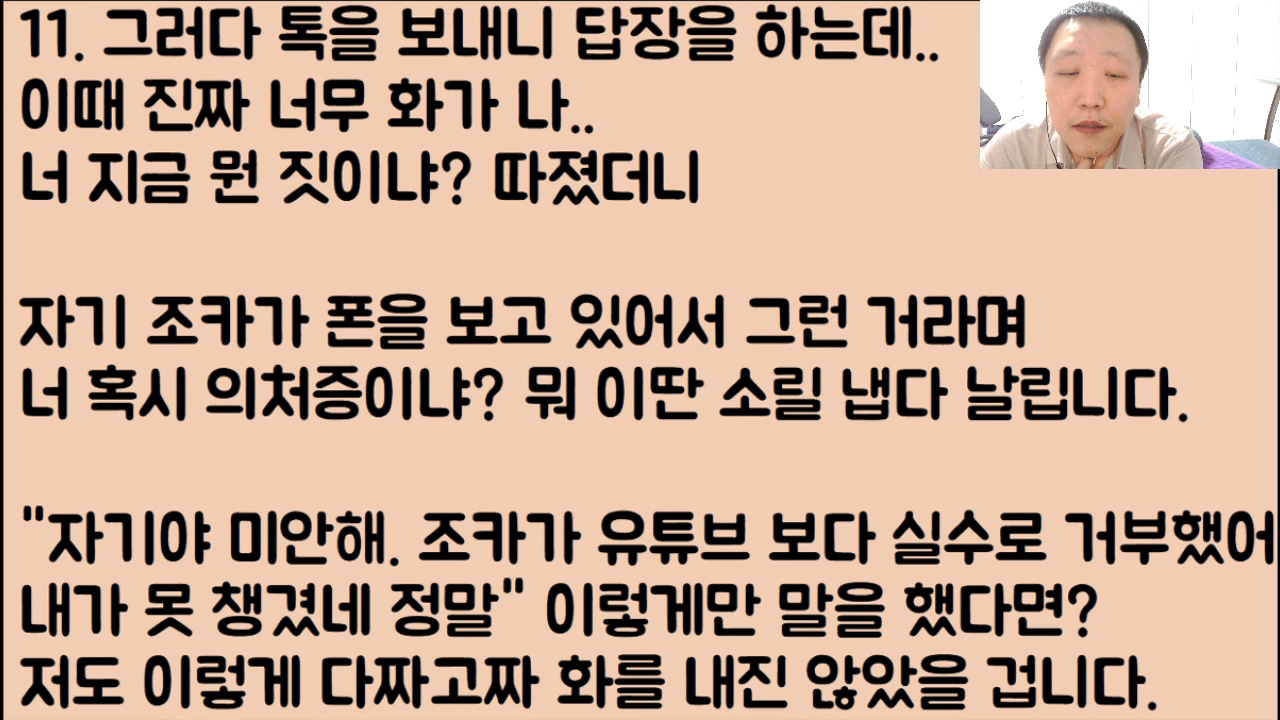 11. 그러다 톡을 보내니 답장을 하는데..
이때 진짜 너무 화가 나..
너 지금 뭔 짓이냐? 따졌더니
자기 조카가 폰을 보고 있어서 그런 거라며
너 혹시 의처증이냐? 뭐 이딴 소릴 냅다 날립니다.
"자기야 미안해. 조카가 유튜브 보다 실수로 거부했어
내가 못 챙겼네 정말" 이렇게만 말을 했다면?
저도 이렇게 다짜고짜 화를 내진 않았을 겁니다.